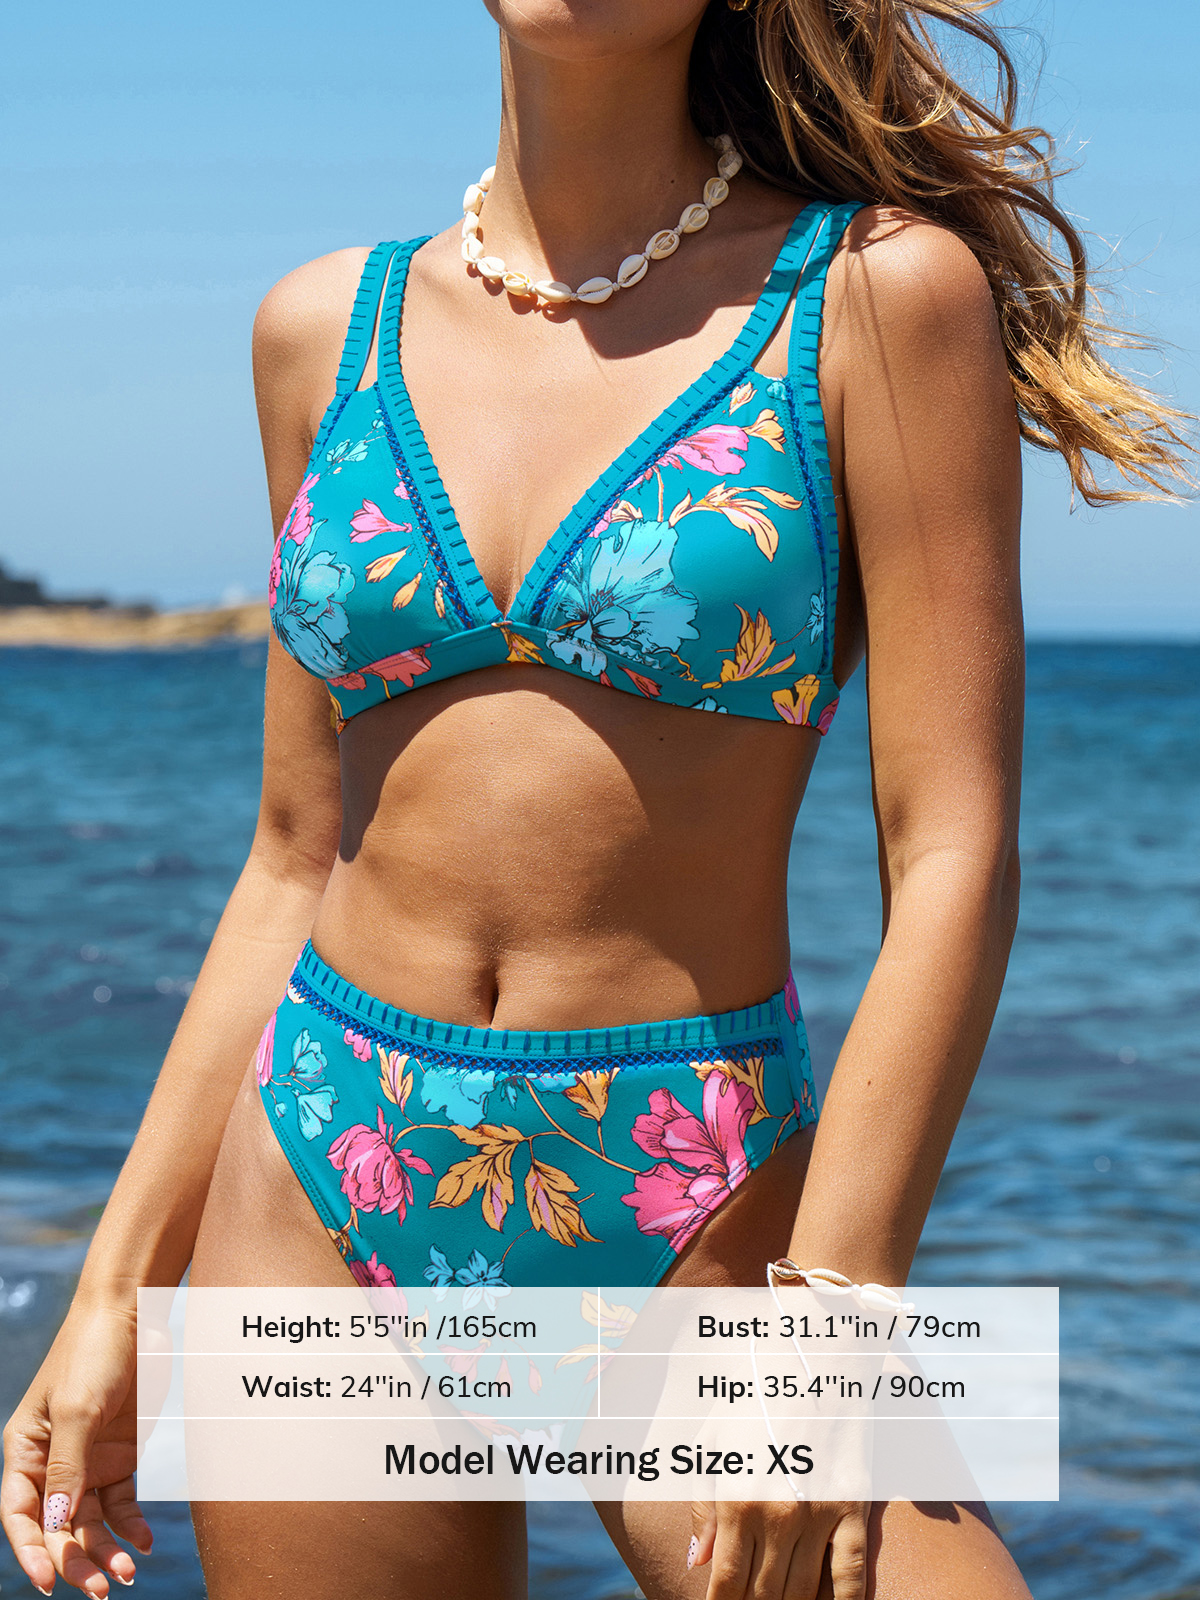 Height: 5'5''in /165cm
Bust: 31.1''in / 79cm
Waist: 24''in / 61cm
Hip: 35.4''in / 90cm
Model Wearing Size: XS